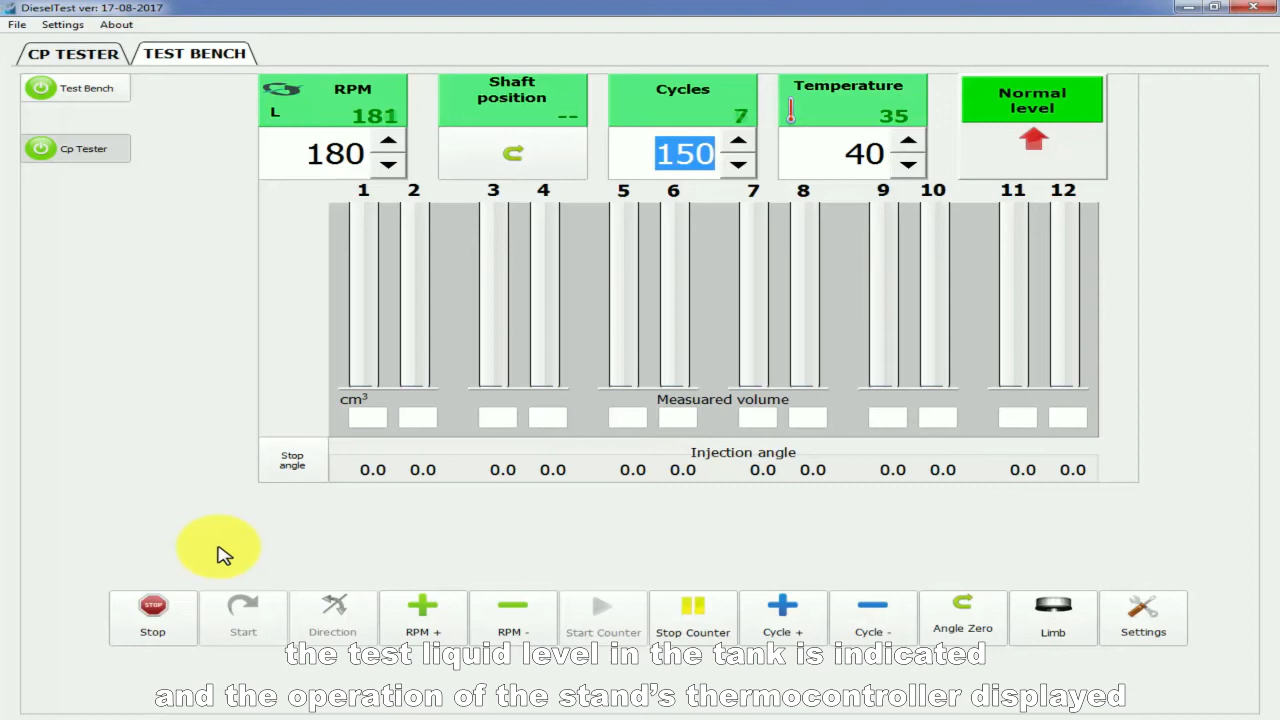 DieselTest ver: 17-08-2017
File Settings About
CP TESTER TEST BENCH
Test Bench
Cp Tester
RPM
L 181
180
Shaft
position
--
Cycles
7
150
Temperature
35
40
Normal
level
1 2 3 4 5 6 7 8 9 10 11 12
cm³ Measuared volume
Stop
angle
Injection angle
0.0 0.0 0.0 0.0 0.0 0.0 0.0 0.0 0.0 0.0 0.0 0.0
STOP
Stop Start Direction RPM + RPM - Start Counter Stop Counter Cycle + Cycle - Angle Zero Limb Settings
the test liquid level in the tank is indicated
and the operation of the stand's thermocontroller displayed